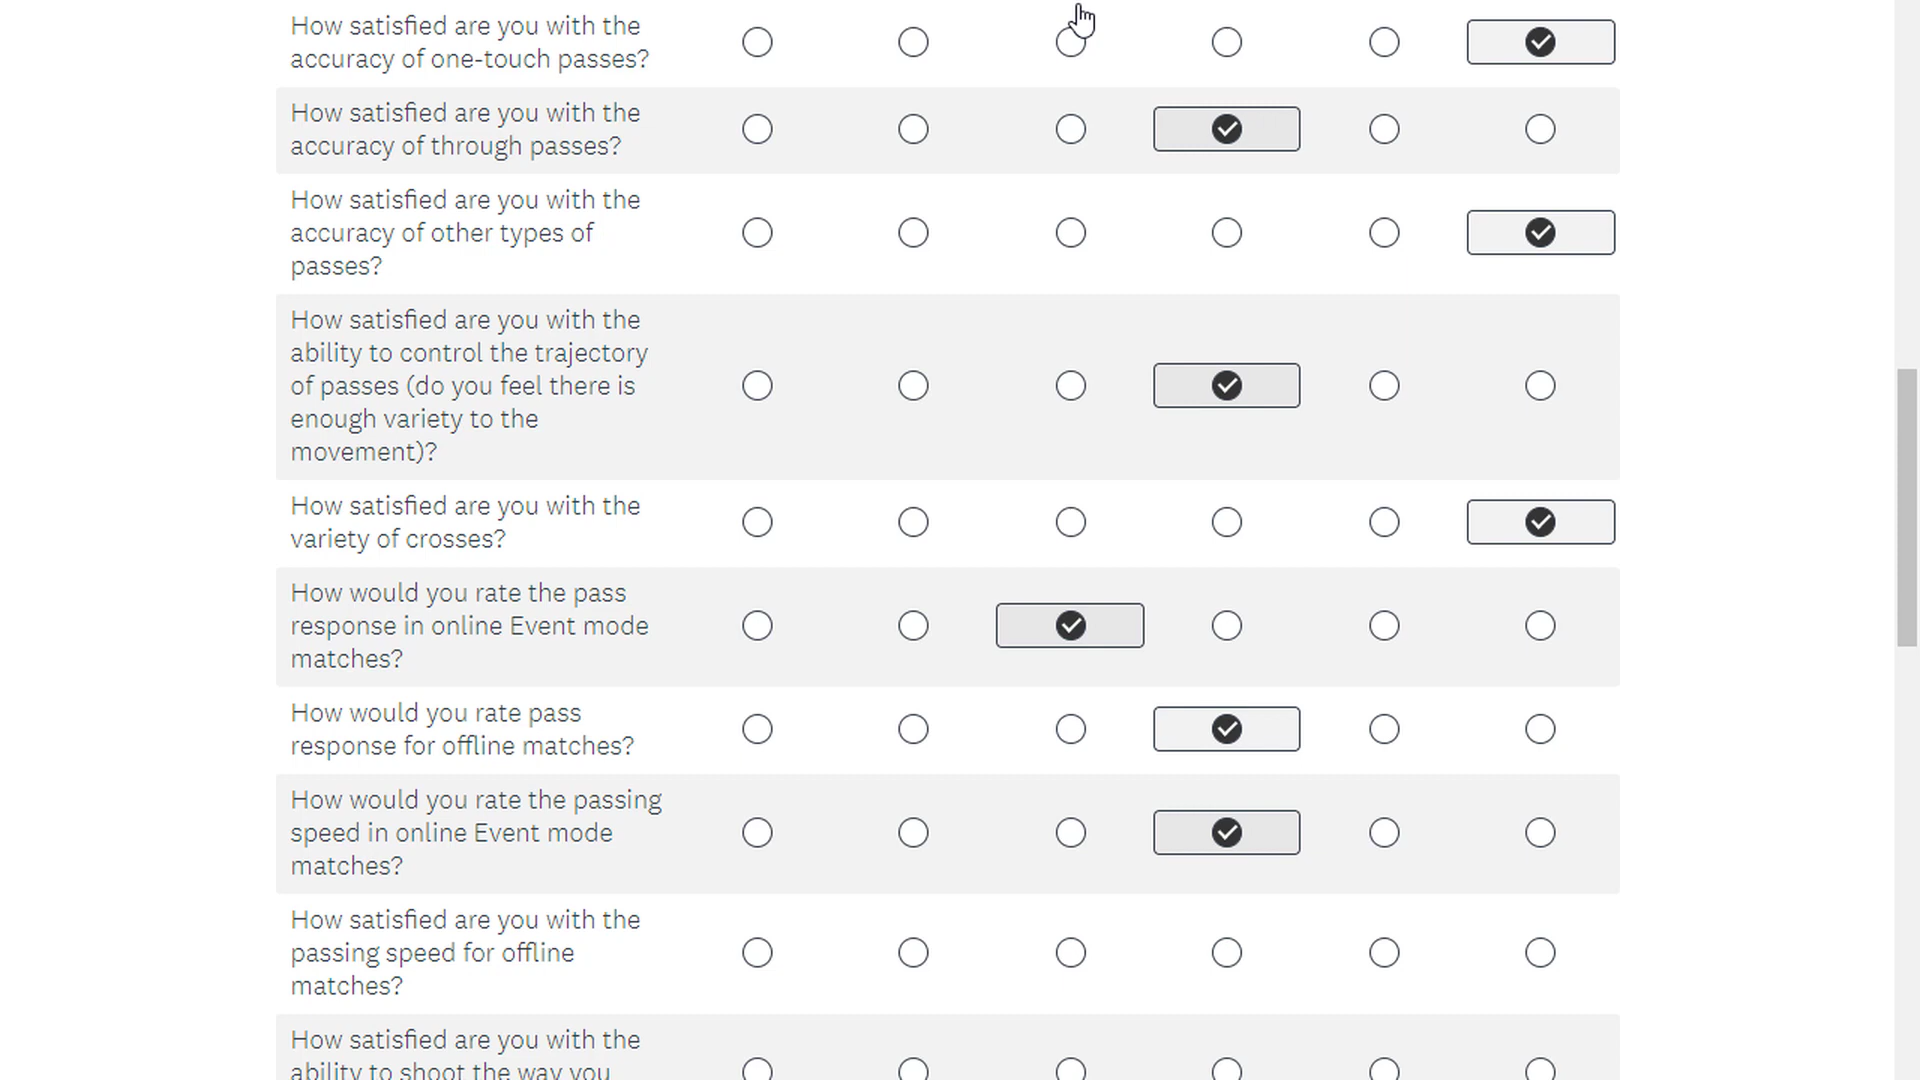 How satisfied are you with the
accuracy of one-touch passes?
How satisfied are you with the
accuracy of through passes?
How satisfied are you with the
accuracy of other types of
passes?
How satisfied are you with the
ability to control the trajectory
of passes (do you feel there is
enough variety to the
movement)?
How satisfied are you with the
variety of crosses?
How would you rate the pass
response in online Event mode
matches?
How would you rate pass
response for offline matches?
How would you rate the passing
speed in online Event mode
matches?
How satisfied are you with the
passing speed for offline
matches?
How satisfied are you with the
ability to shoot the way you